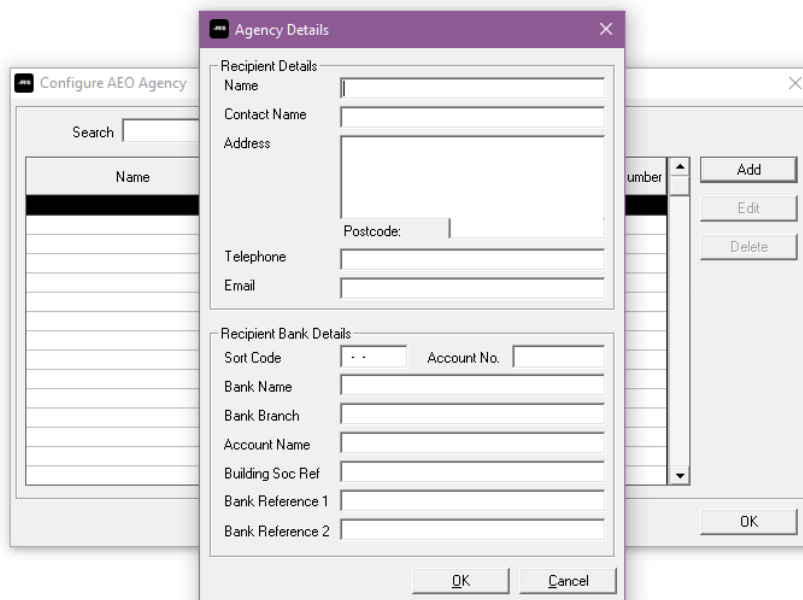 Agency Details
Configure AEO Agency
Search
Name
umber
Add
Edit
Delete
OK
Recipient Details
Name
Contact Name
Address
Postcode:
Telephone
Email
Recipient Bank Details
Sort Code - - Account No.
Bank Name
Bank Branch
Account Name
Building Soc Ref
Bank Reference 1
Bank Reference 2
OK Cancel